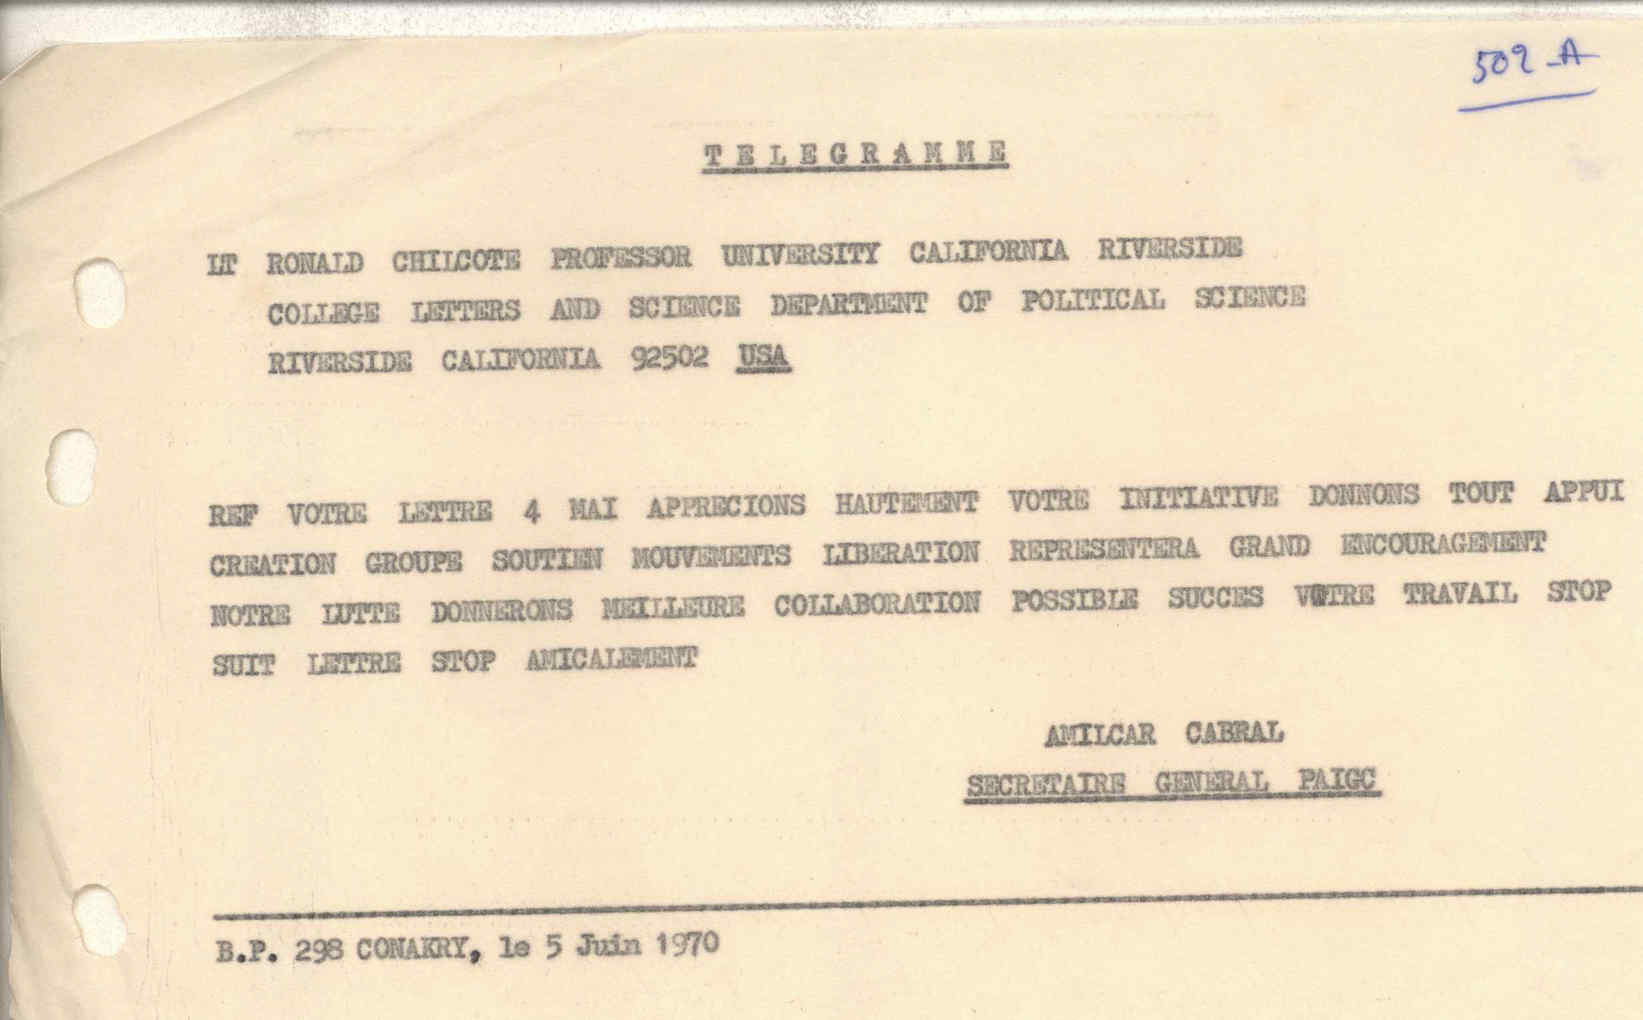 502-A
TELEGRAMME
LT RONALD CHILCOTE PROFESSOR UNIVERSITY CALIFORNIA RIVERSIDE
COLLEGE LETTERS AND SCIENCE DEPARTMENT OF POLITICAL SCIENCE
RIVERSIDE CALIFORNIA 92502 USA
REF VOTRE LETTRE 4 MAI APPRECIONS HAUTEMENT VOTRE INITIATIVE DONNONS TOUT APPUI
CREATION GROUPE SOUTIEN MOUVEMENTS LIBERATION REPRESENTERA GRAND ENCOURAGEMENT
NOTRE LUTTE DONNERONS MEILLEURE COLLABORATION POSSIBLE SUCCES VOTRE TRAVAIL STOP
SUIT LETTRE STOP AMICALEMENT
AMILCAR CABRAL
SECRETAIRE GENERAL PAIGC
B.P. 298 CONAKRY, le 5 Juin 1970